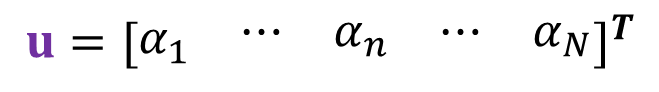 u = [α₁ ⋯ αₙ ⋯ α_N]ᵀ